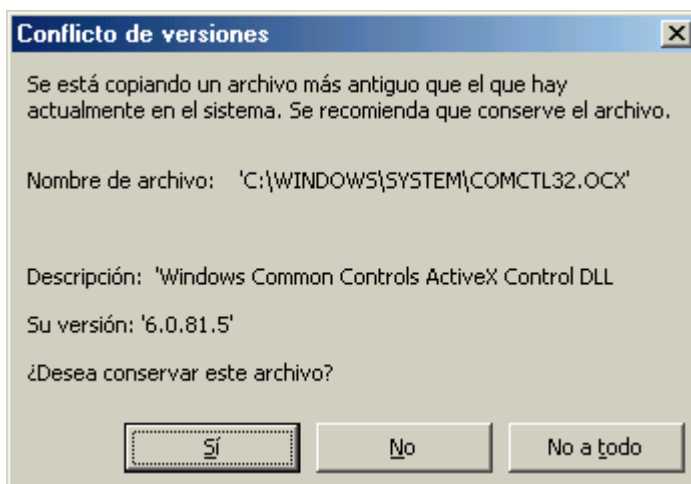 Conflicto de versiones
Se está copiando un archivo más antiguo que el que hay
actualmente en el sistema. Se recomienda que conserve el archivo.
Nombre de archivo: 'C:\WINDOWS\SYSTEM\COMCTL32.OCX'
Descripción: 'Windows Common Controls ActiveX Control DLL
Su versión: '6.0.81.5'
¿Desea conservar este archivo?
Sí No No a todo